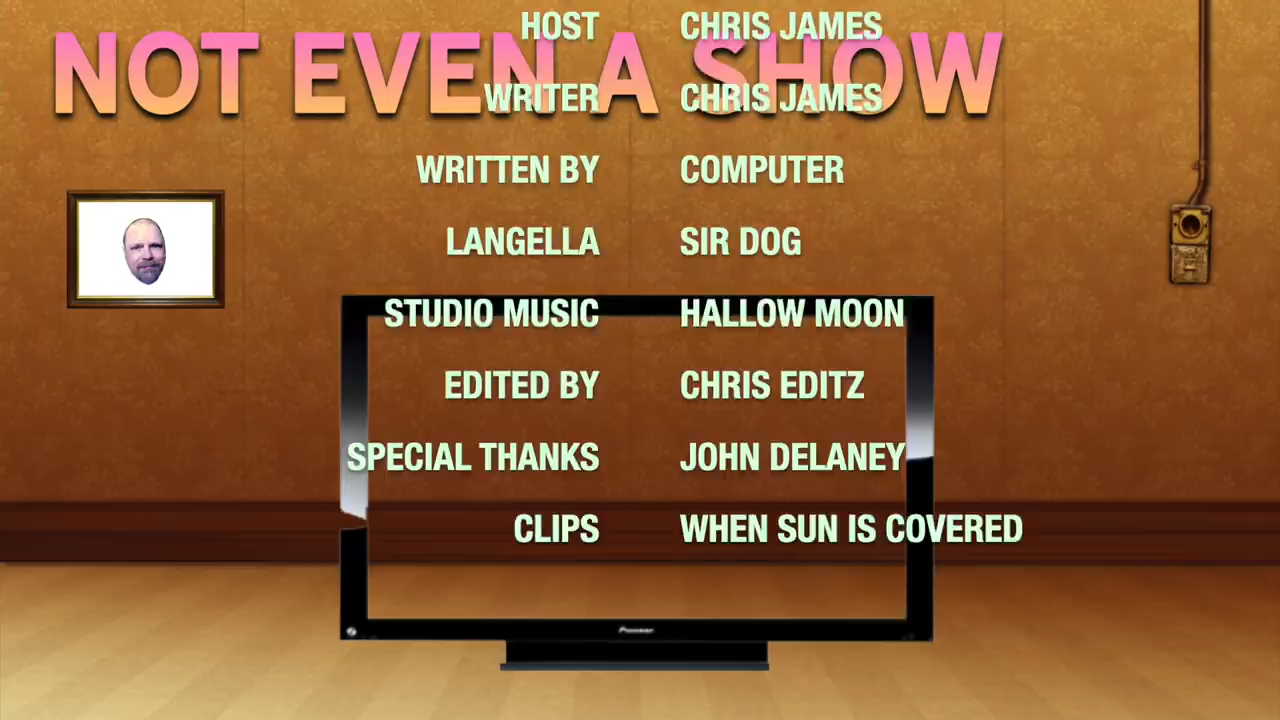 NOT EVEN A SHOW
HOST CHRIS JAMES
WRITER CHRIS JAMES
WRITTEN BY COMPUTER
LANGELLA SIR DOG
STUDIO MUSIC HALLOW MOON
EDITED BY CHRIS EDITZ
SPECIAL THANKS JOHN DELANEY
CLIPS WHEN SUN IS COVERED
Pioneer